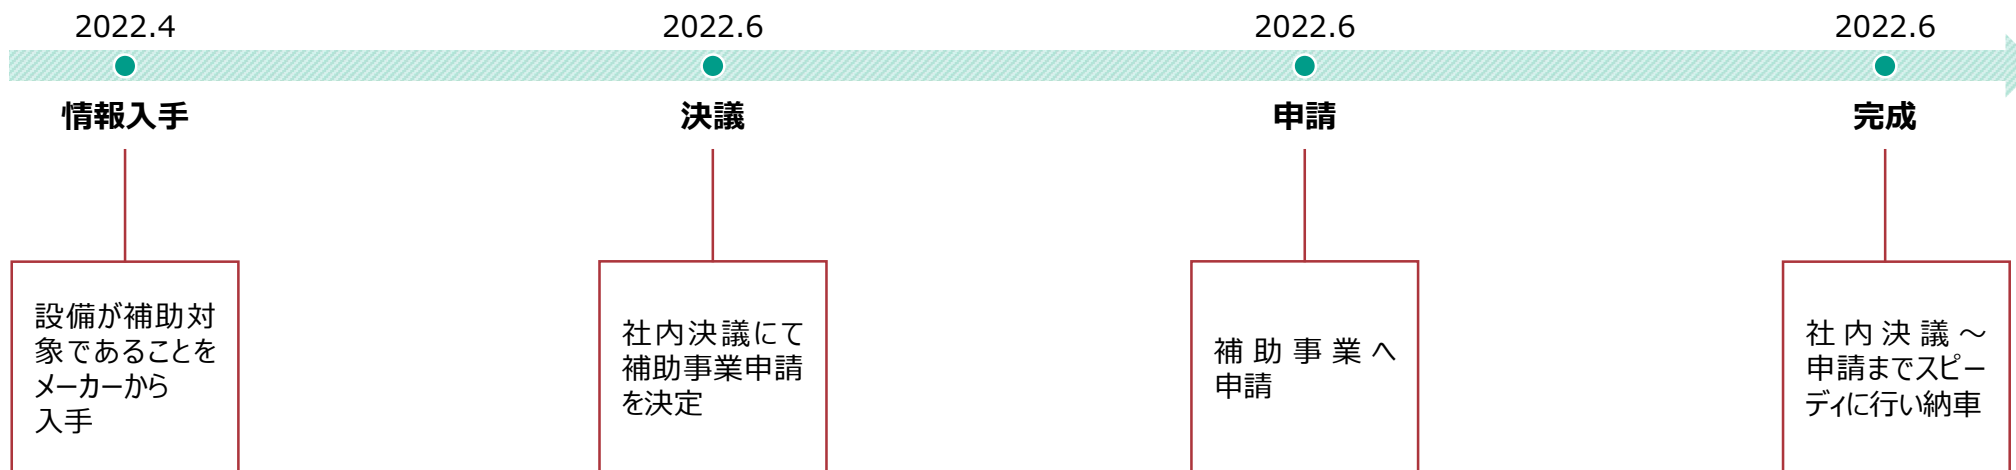 2022.4
2022.6
2022.6
2022.6
情報入手
決議
申請
完成
設備が補助対
象であることを
メーカーから
入手
社内決議にて
補助事業申請
を決定
補助事業へ
申請
社内決議～
申請までスピー
ディに行い納車